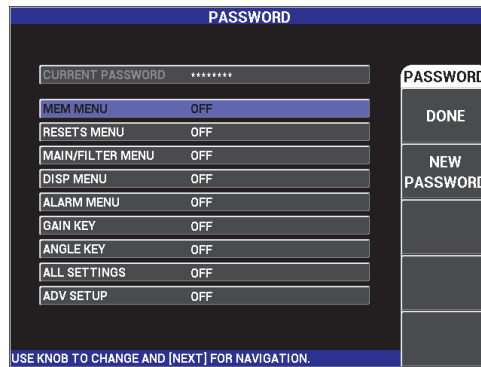 PASSWORD
CURRENT PASSWORD ********
PASSWORD
MEM MENU OFF
DONE
RESETS MENU OFF
MAIN/FILTER MENU OFF
NEW
PASSWORD
DISP MENU OFF
ALARM MENU OFF
GAIN KEY OFF
ANGLE KEY OFF
ALL SETTINGS OFF
ADV SETUP OFF
USE KNOB TO CHANGE AND [NEXT] FOR NAVIGATION.